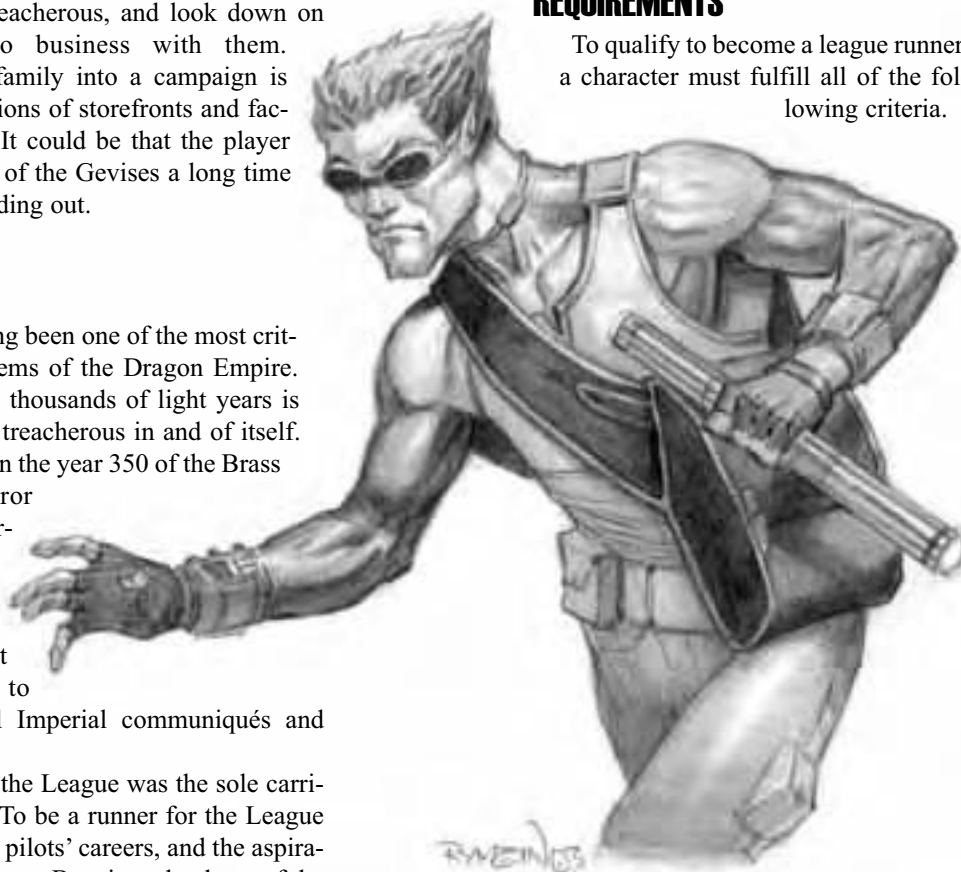 eacherous, and look down on
o business with them.
family into a campaign is
ions of storefronts and fac-
It could be that the player
of the Gevises a long time
ding out.
ng been one of the most crit-
ems of the Dragon Empire.
thousands of light years is
treacherous in and of itself.
n the year 350 of the Brass
ror
r-
t
to
l Imperial communiqués and
the League was the sole carri-
To be a runner for the League
pilots’ careers, and the aspira-
REQUIREMENTS
To qualify to become a league runner
a character must fulfill all of the fol
lowing criteria.